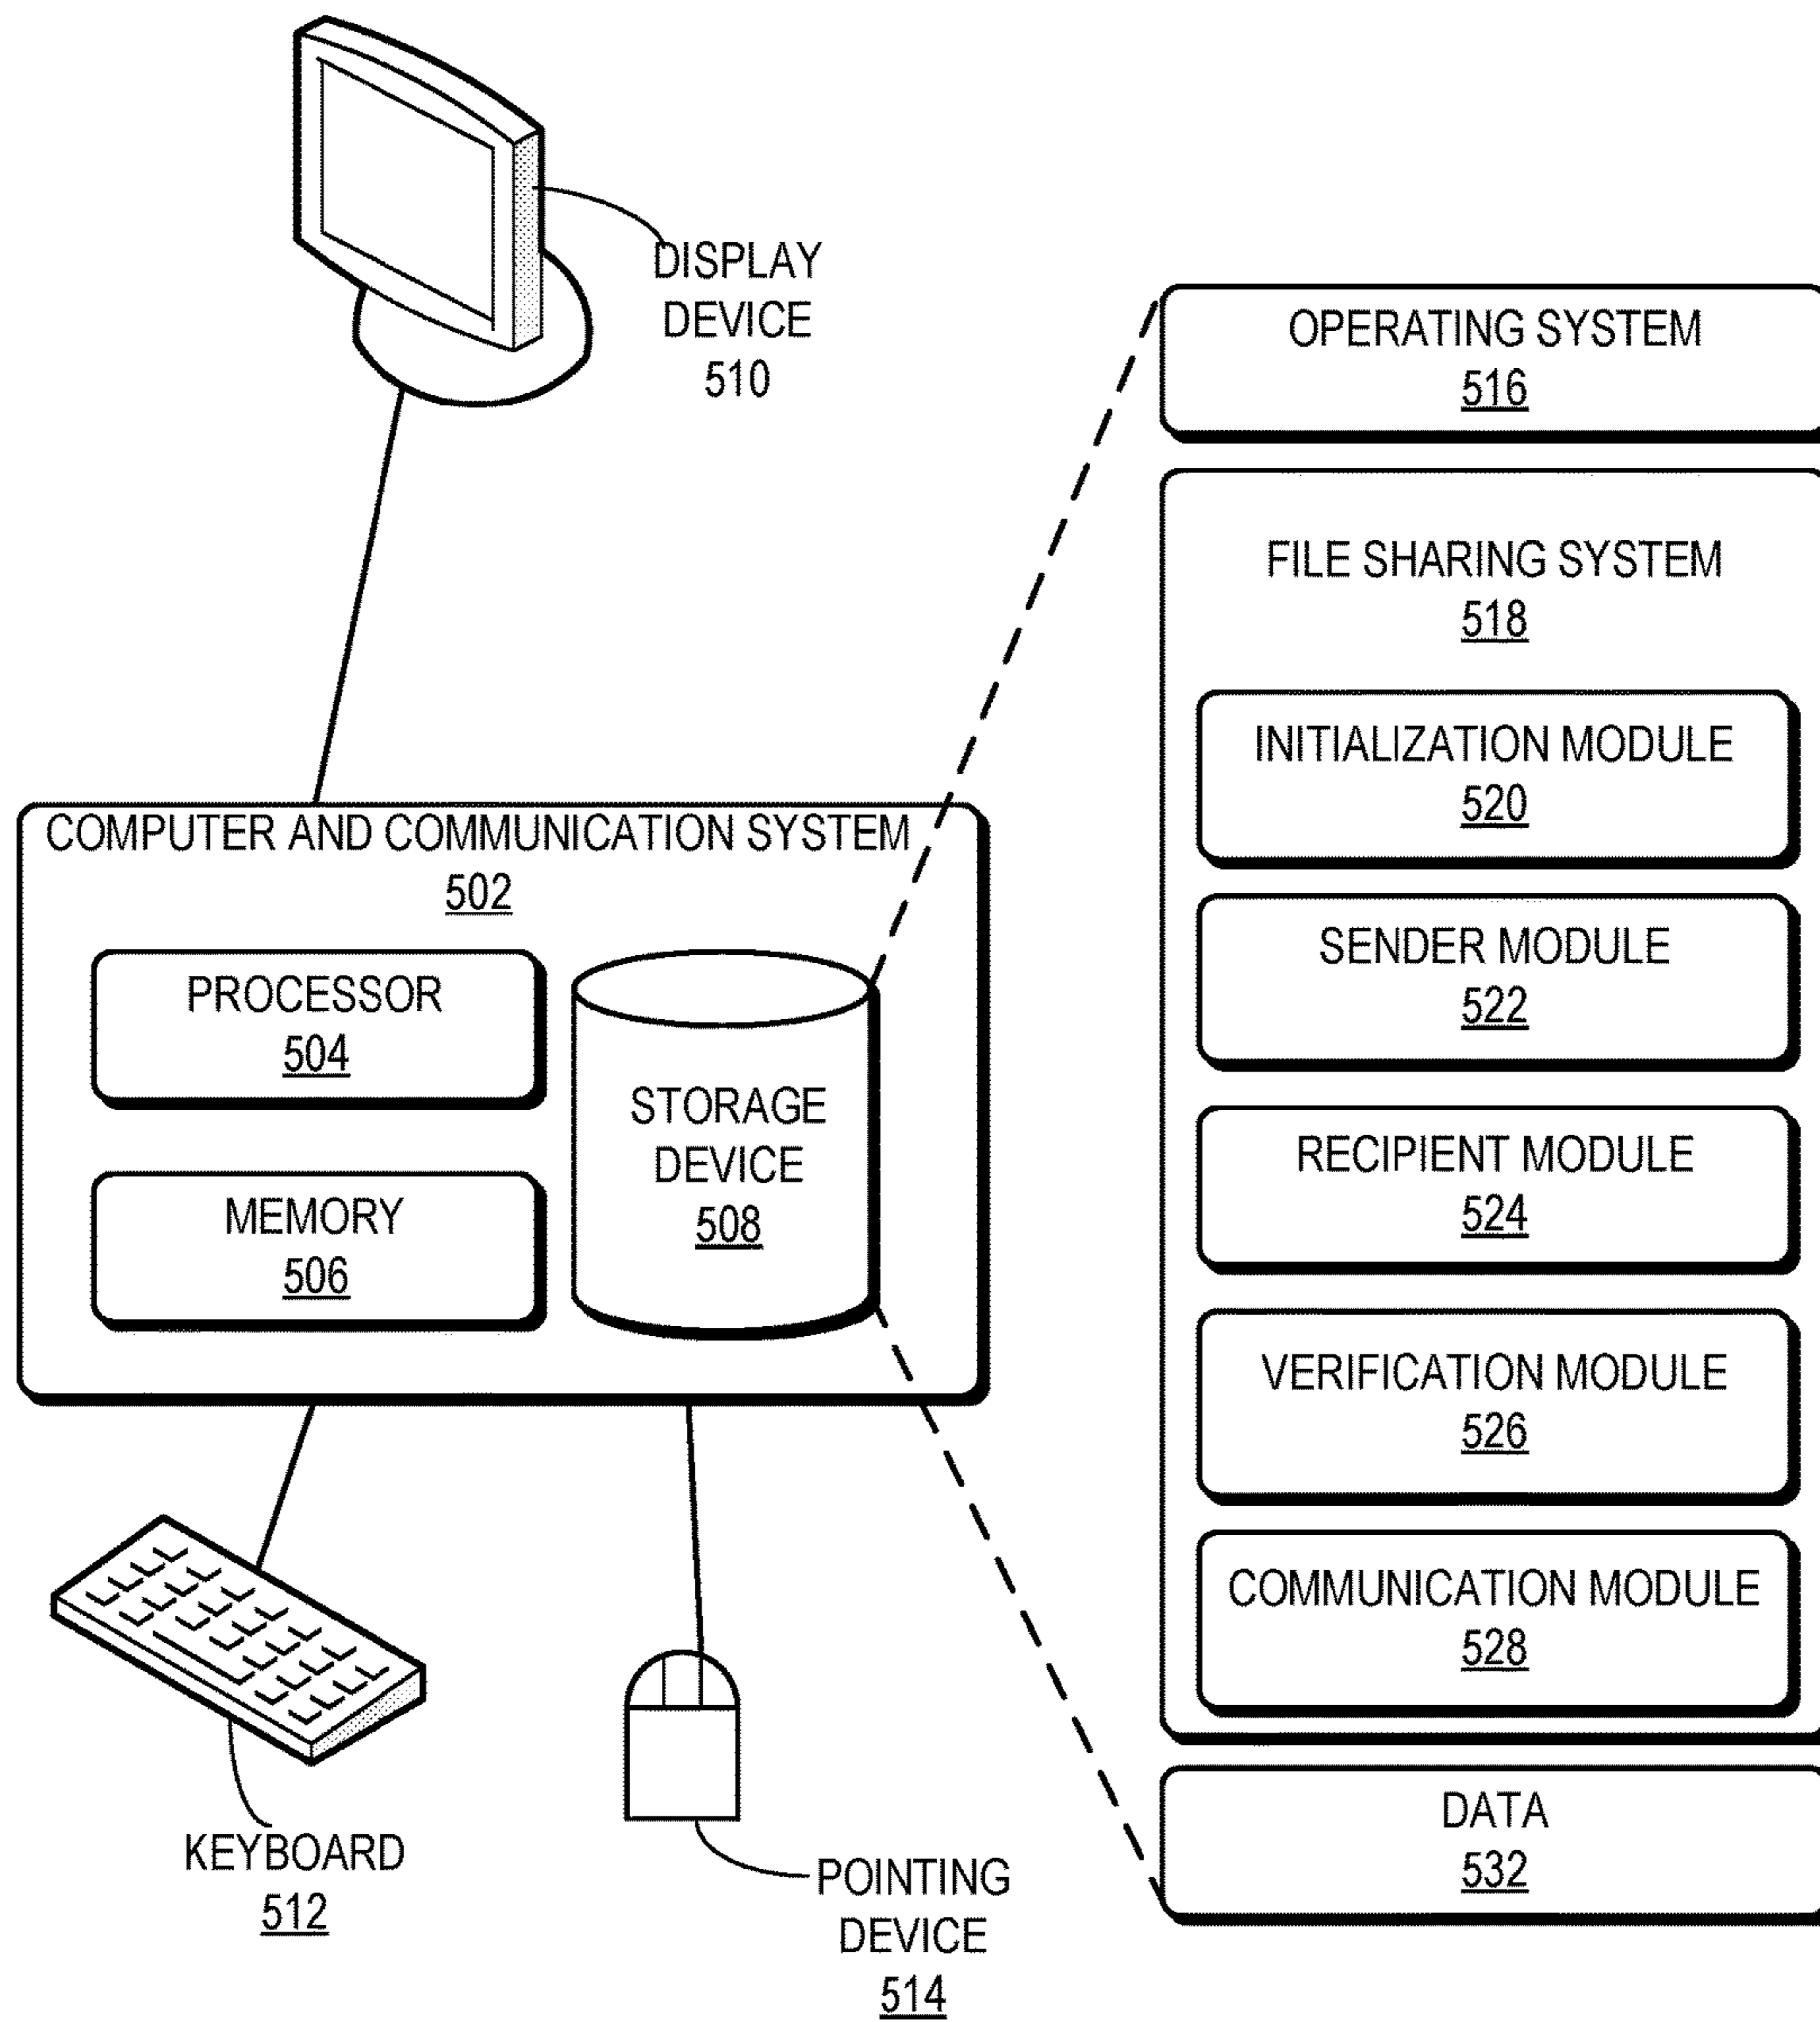 DISPLAY
DEVICE
510
COMPUTER AND COMMUNICATION SYSTEM
502
PROCESSOR
504
MEMORY
506
STORAGE
DEVICE
508
KEYBOARD
512
POINTING
DEVICE
514
OPERATING SYSTEM
516
FILE SHARING SYSTEM
518
INITIALIZATION MODULE
520
SENDER MODULE
522
RECIPIENT MODULE
524
VERIFICATION MODULE
526
COMMUNICATION MODULE
528
DATA
532